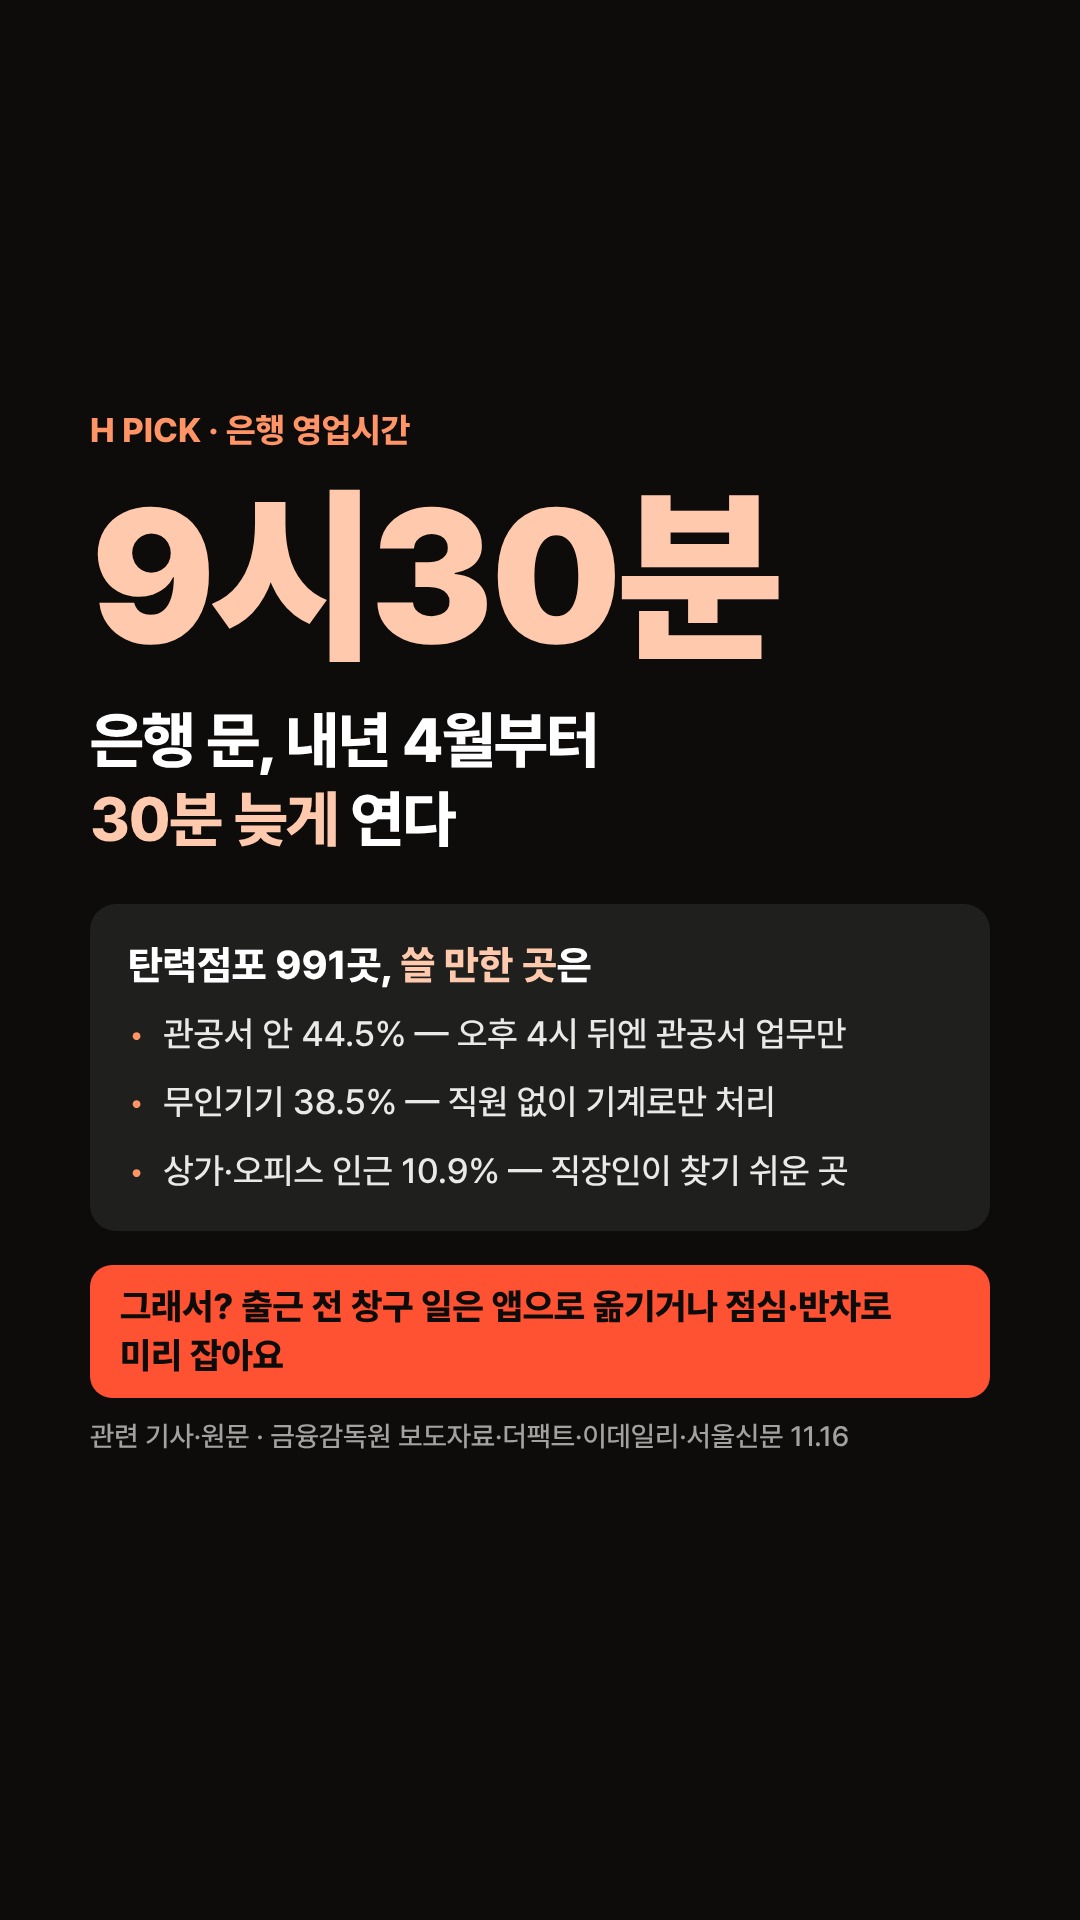 H PICK · 은행 영업시간
9시30분
은행 문, 내년 4월부터
30분 늦게 연다
탄력점포 991곳, 쓸 만한 곳은
• 관공서 안 44.5% — 오후 4시 뒤엔 관공서 업무만
• 무인기기 38.5% — 직원 없이 기계로만 처리
• 상가·오피스 인근 10.9% — 직장인이 찾기 쉬운 곳
그래서? 출근 전 창구 일은 앱으로 옮기거나 점심·반차로
미리 잡아요
관련 기사·원문 · 금융감독원 보도자료·더팩트·이데일리·서울신문 11.16